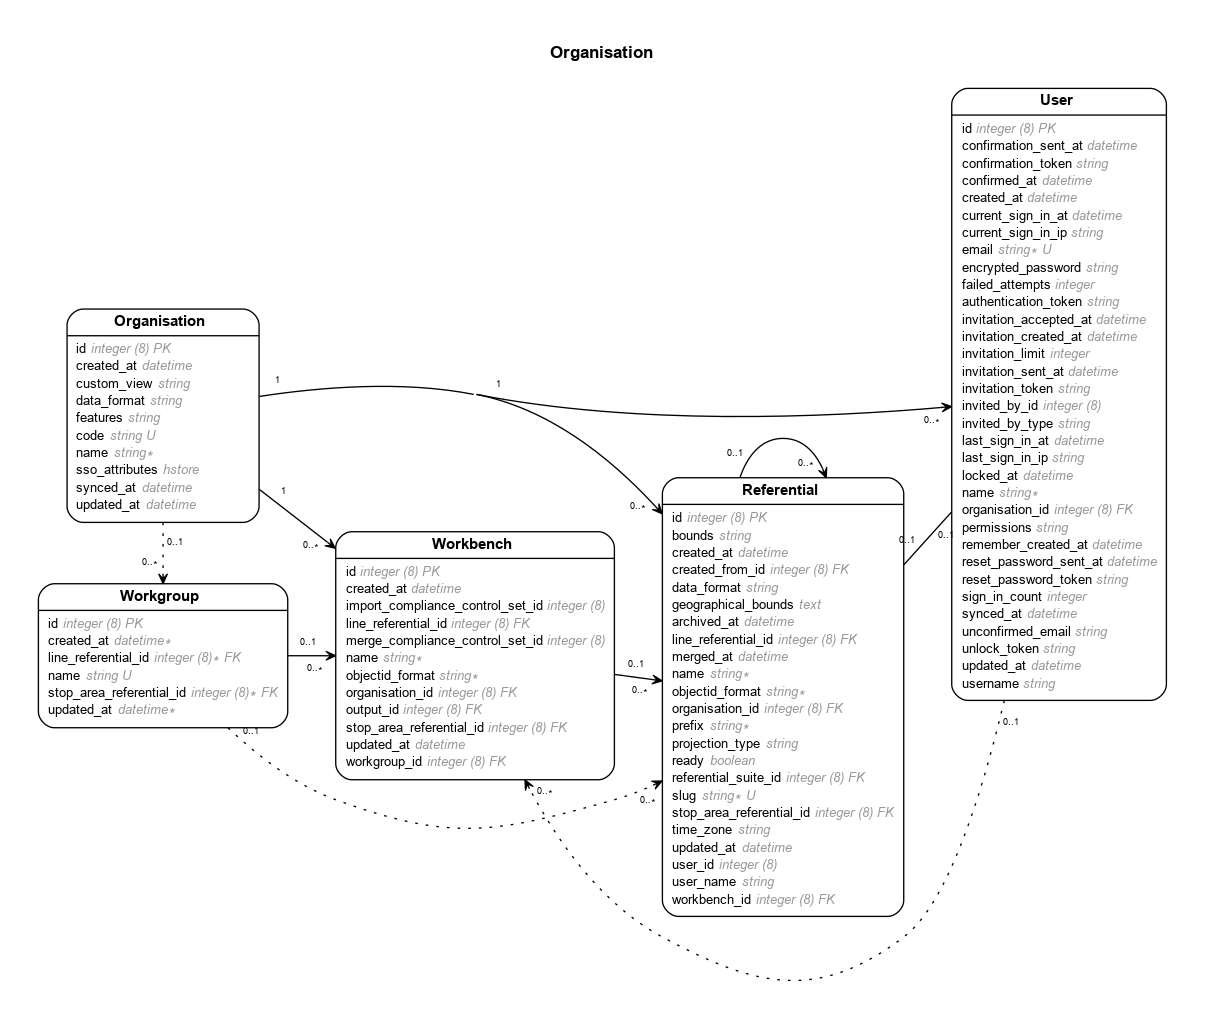 Organisation
User
id integer (8) PK
confirmation_sent_at datetime
confirmation_token string
confirmed_at datetime
created_at datetime
current_sign_in_at datetime
current_sign_in_ip string
email string∗ U
encrypted_password string
failed_attempts integer
authentication_token string
invitation_accepted_at datetime
invitation_created_at datetime
invitation_limit integer
invitation_sent_at datetime
invitation_token string
invited_by_id integer (8)
invited_by_type string
last_sign_in_at datetime
last_sign_in_ip string
locked_at datetime
name string∗
organisation_id integer (8) FK
permissions string
remember_created_at datetime
reset_password_sent_at datetime
reset_password_token string
sign_in_count integer
synced_at datetime
unconfirmed_email string
unlock_token string
updated_at datetime
username string
Organisation
id integer (8) PK
created_at datetime
custom_view string
data_format string
features string
code string U
name string∗
sso_attributes hstore
synced_at datetime
updated_at datetime
1
1
0..∗
0..∗
1
0..∗
0..1
0..∗
Workgroup
id integer (8) PK
created_at datetime∗
line_referential_id integer (8)∗ FK
name string U
stop_area_referential_id integer (8)∗ FK
updated_at datetime∗
0..1
0..∗
0..1
0..∗
Workbench
id integer (8) PK
created_at datetime
import_compliance_control_set_id integer (8)
line_referential_id integer (8) FK
merge_compliance_control_set_id integer (8)
name string∗
objectid_format string∗
organisation_id integer (8) FK
output_id integer (8) FK
stop_area_referential_id integer (8) FK
updated_at datetime
workgroup_id integer (8) FK
0..1
0..∗
0..∗
0..1
0..1
0..∗
Referential
id integer (8) PK
bounds string
created_at datetime
created_from_id integer (8) FK
data_format string
geographical_bounds text
archived_at datetime
line_referential_id integer (8) FK
merged_at datetime
name string∗
objectid_format string∗
organisation_id integer (8) FK
prefix string∗
projection_type string
ready boolean
referential_suite_id integer (8) FK
slug string∗ U
stop_area_referential_id integer (8) FK
time_zone string
updated_at datetime
user_id integer (8)
user_name string
workbench_id integer (8) FK
0..1
0..1